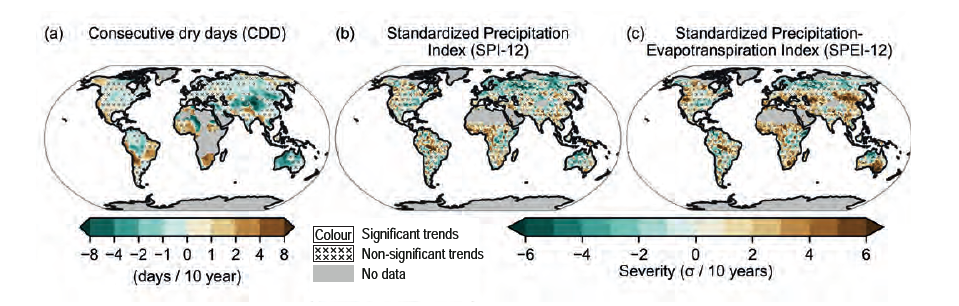 (a) Consecutive dry days (CDD)
(b) Standardized Precipitation
Index (SPI-12)
(c) Standardized Precipitation-
Evapotranspiration Index (SPEI-12)
−8 −4 −2 −1 0 1 2 4 8
(days / 10 year)
Colour Significant trends
Non-significant trends
No data
−6 −4 −2 0 2 4 6
Severity (σ / 10 years)